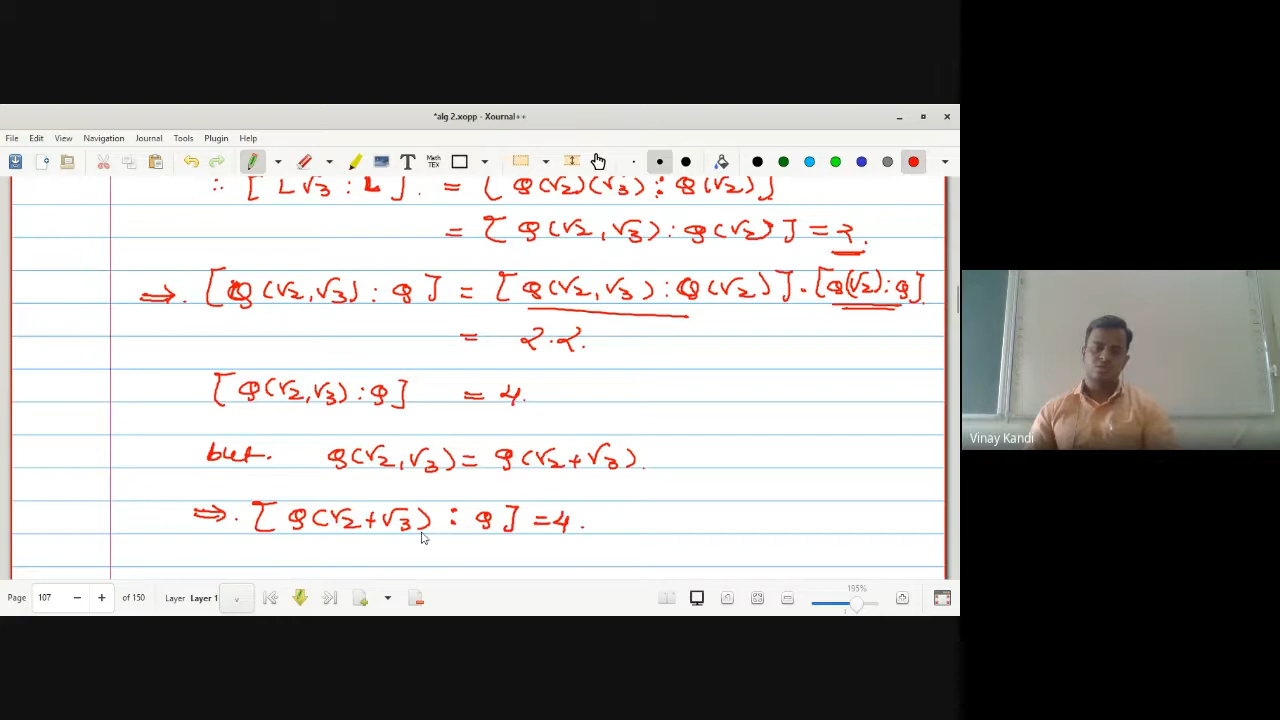 *alg 2.xopp - Xournal++
File Edit View Navigation Journal Tools Plugin Help
∴ [L√3 : L]. = [Q(√2)(√3) : Q(√2)]
= [Q(√2, √3) : Q(√2)] = 2.
⇒. [Q(√2, √3) : Q] = [Q(√2, √3) : Q(√2)] · [Q(√2) : Q].
= 2·2.
[Q(√2, √3) : Q] = 4.
but. Q(√2, √3) = Q(√2+√3).
⇒. [Q(√2+√3) : Q] = 4.
Page 107 of 150 Layer Layer 1 195%
Vinay Kandi